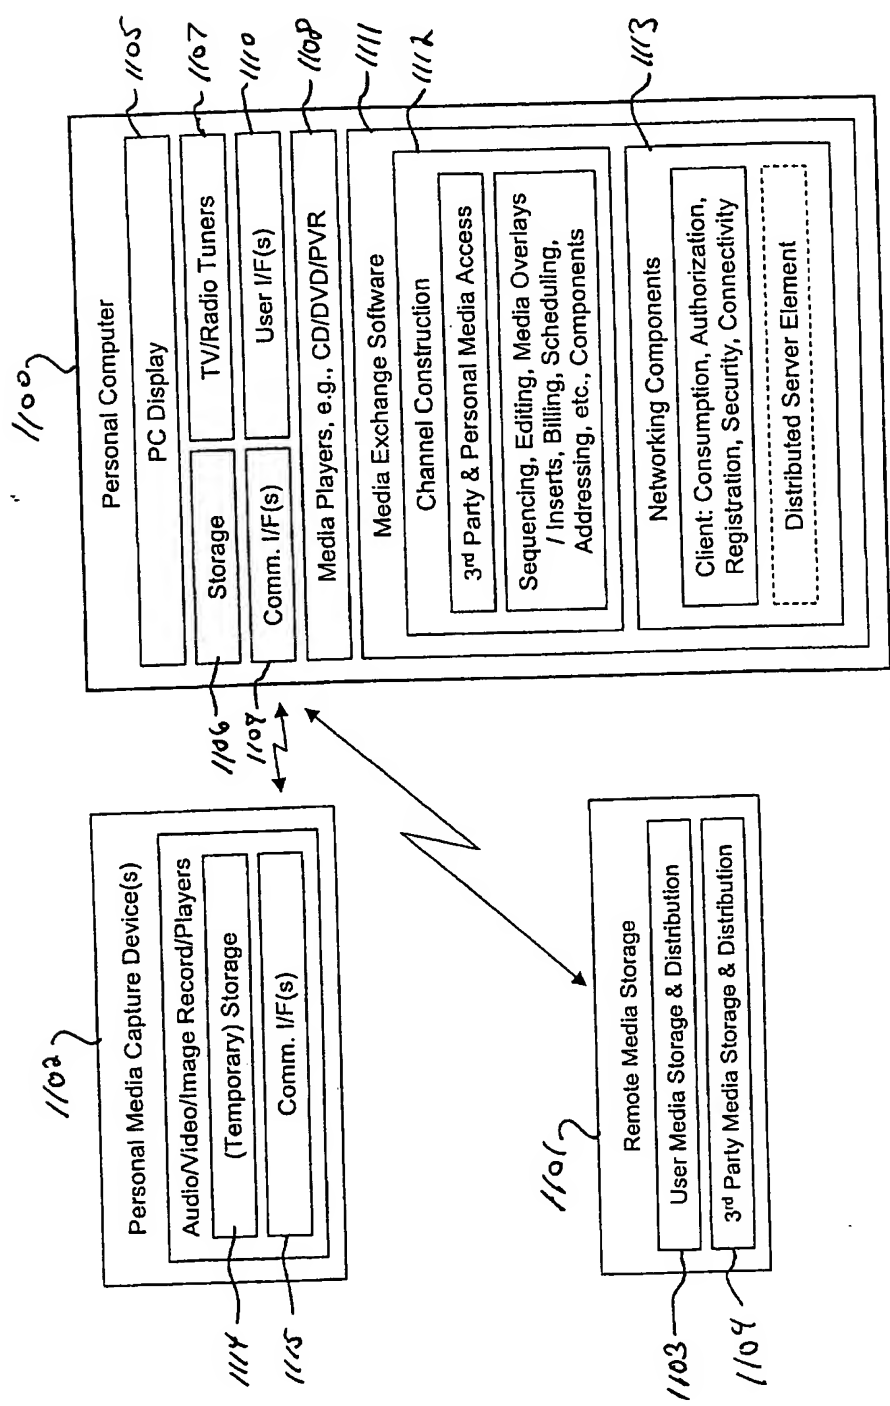 1100
Personal Computer
PC Display
1105
Storage
TV/Radio Tuners
1106
1107
Comm. I/F(s)
User I/F(s)
1109
1110
Media Players, e.g., CD/DVD/PVR
1108
Media Exchange Software
1111
Channel Construction
1112
3rd Party & Personal Media Access
Sequencing, Editing, Media Overlays
/ Inserts, Billing, Scheduling,
Addressing, etc., Components
Networking Components
1113
Client: Consumption, Authorization,
Registration, Security, Connectivity
Distributed Server Element
1102
Personal Media Capture Device(s)
Audio/Video/Image Record/Players
(Temporary) Storage
1114
Comm. I/F(s)
1115
1101
Remote Media Storage
User Media Storage & Distribution
1103
3rd Party Media Storage & Distribution
1104